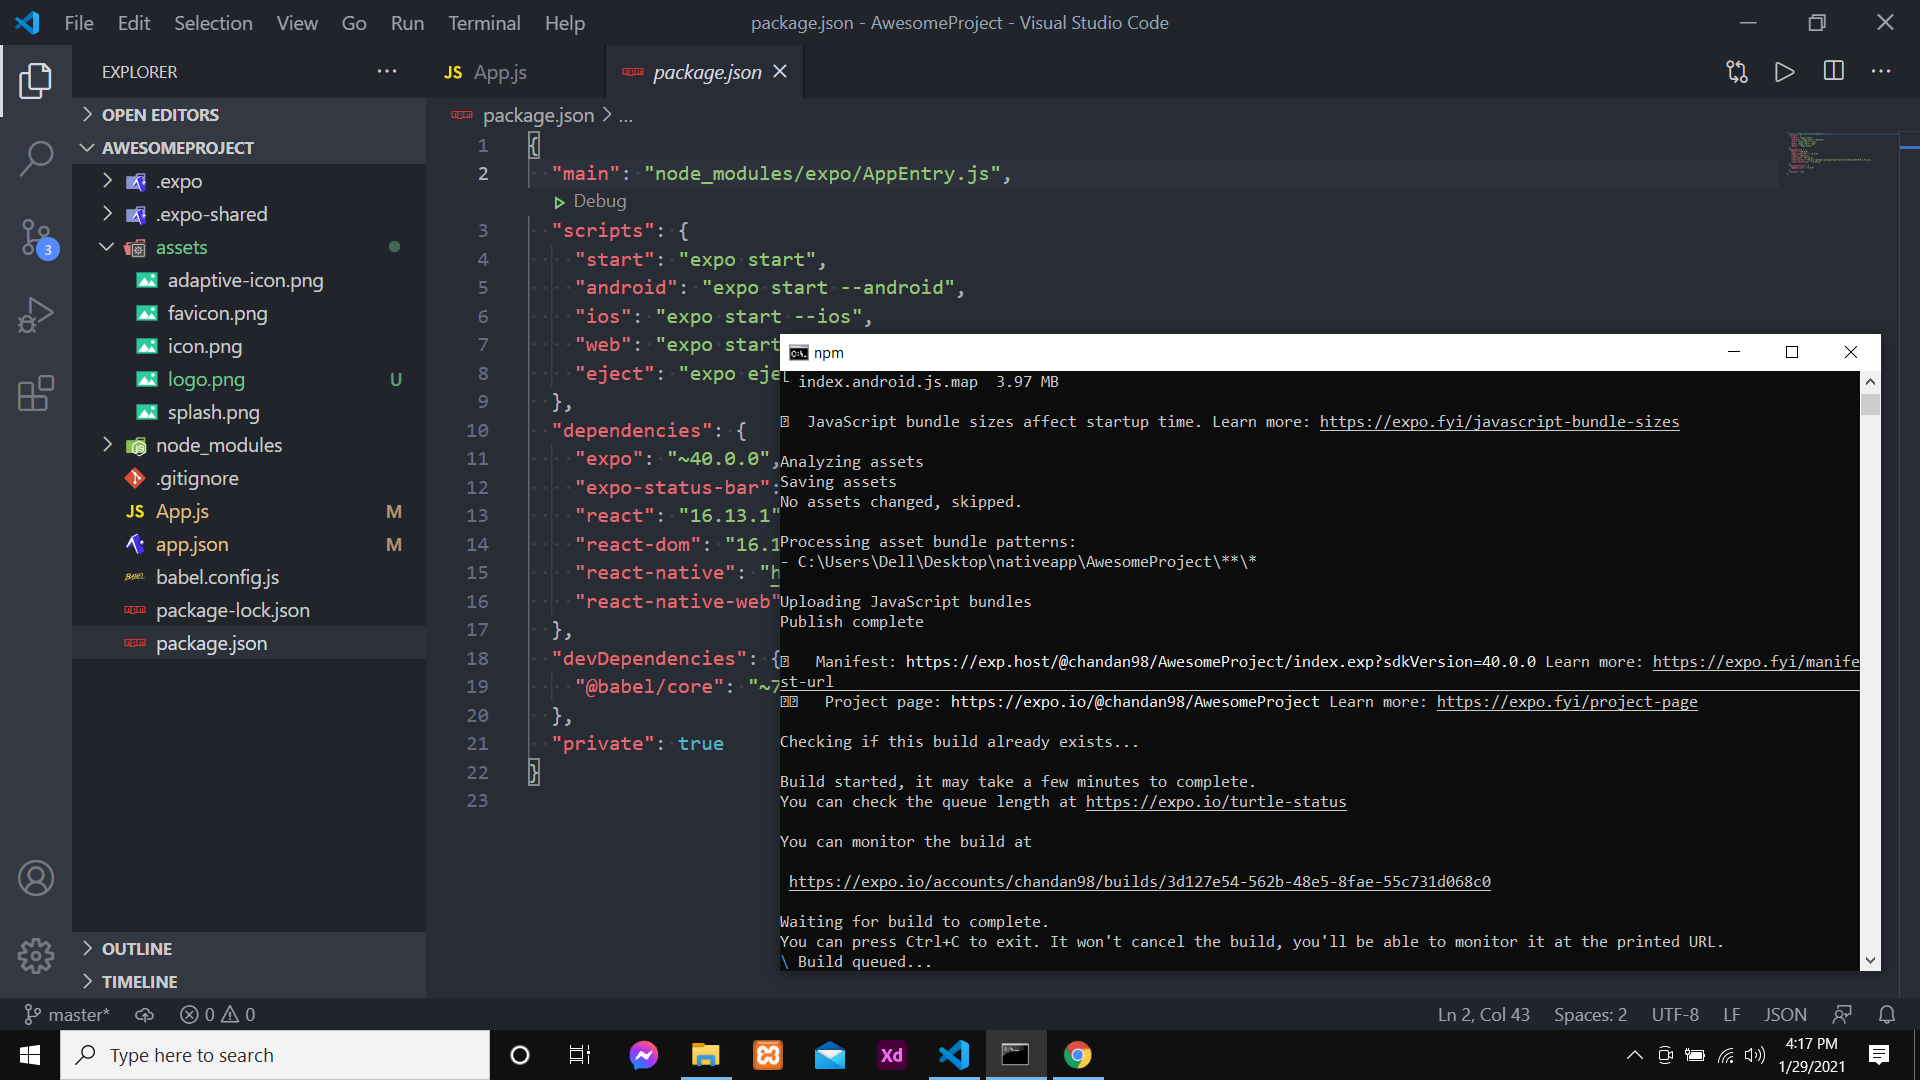 File Edit Selection View Go Run Terminal Help
package.json - AwesomeProject - Visual Studio Code
EXPLORER
OPEN EDITORS
AWESOMEPROJECT
.expo
.expo-shared
assets
adaptive-icon.png
favicon.png
icon.png
logo.png U
splash.png
node_modules
.gitignore
JS App.js M
app.json M
babel.config.js
package-lock.json
package.json
OUTLINE
TIMELINE
3
JS App.js
package.json
package.json > ...
1 {
2 "main": "node_modules/expo/AppEntry.js",
Debug
3 "scripts": {
4 "start": "expo start",
5 "android": "expo start --android",
6 "ios": "expo start --ios",
7 "web": "expo start
8 "eject": "expo eje
9 },
10 "dependencies": {
11 "expo": "~40.0.0",
12 "expo-status-bar":
13 "react": "16.13.1"
14 "react-dom": "16.1
15 "react-native": "h
16 "react-native-web"
17 },
18 "devDependencies": {
19 "@babel/core": "~7
20 },
21 "private": true
22 }
23
npm
└ index.android.js.map  3.97 MB
JavaScript bundle sizes affect startup time. Learn more: https://expo.fyi/javascript-bundle-sizes
Analyzing assets
Saving assets
No assets changed, skipped.
Processing asset bundle patterns:
- C:\Users\Dell\Desktop\nativeapp\AwesomeProject\**\*
Uploading JavaScript bundles
Publish complete
Manifest: https://exp.host/@chandan98/AwesomeProject/index.exp?sdkVersion=40.0.0 Learn more: https://expo.fyi/manife
st-url
Project page: https://expo.io/@chandan98/AwesomeProject Learn more: https://expo.fyi/project-page
Checking if this build already exists...
Build started, it may take a few minutes to complete.
You can check the queue length at https://expo.io/turtle-status
You can monitor the build at
https://expo.io/accounts/chandan98/builds/3d127e54-562b-48e5-8fae-55c731d068c0
Waiting for build to complete.
You can press Ctrl+C to exit. It won't cancel the build, you'll be able to monitor it at the printed URL.
\ Build queued...
master* 0 0
Ln 2, Col 43 Spaces: 2 UTF-8 LF JSON
Type here to search
Xd
4:17 PM
1/29/2021